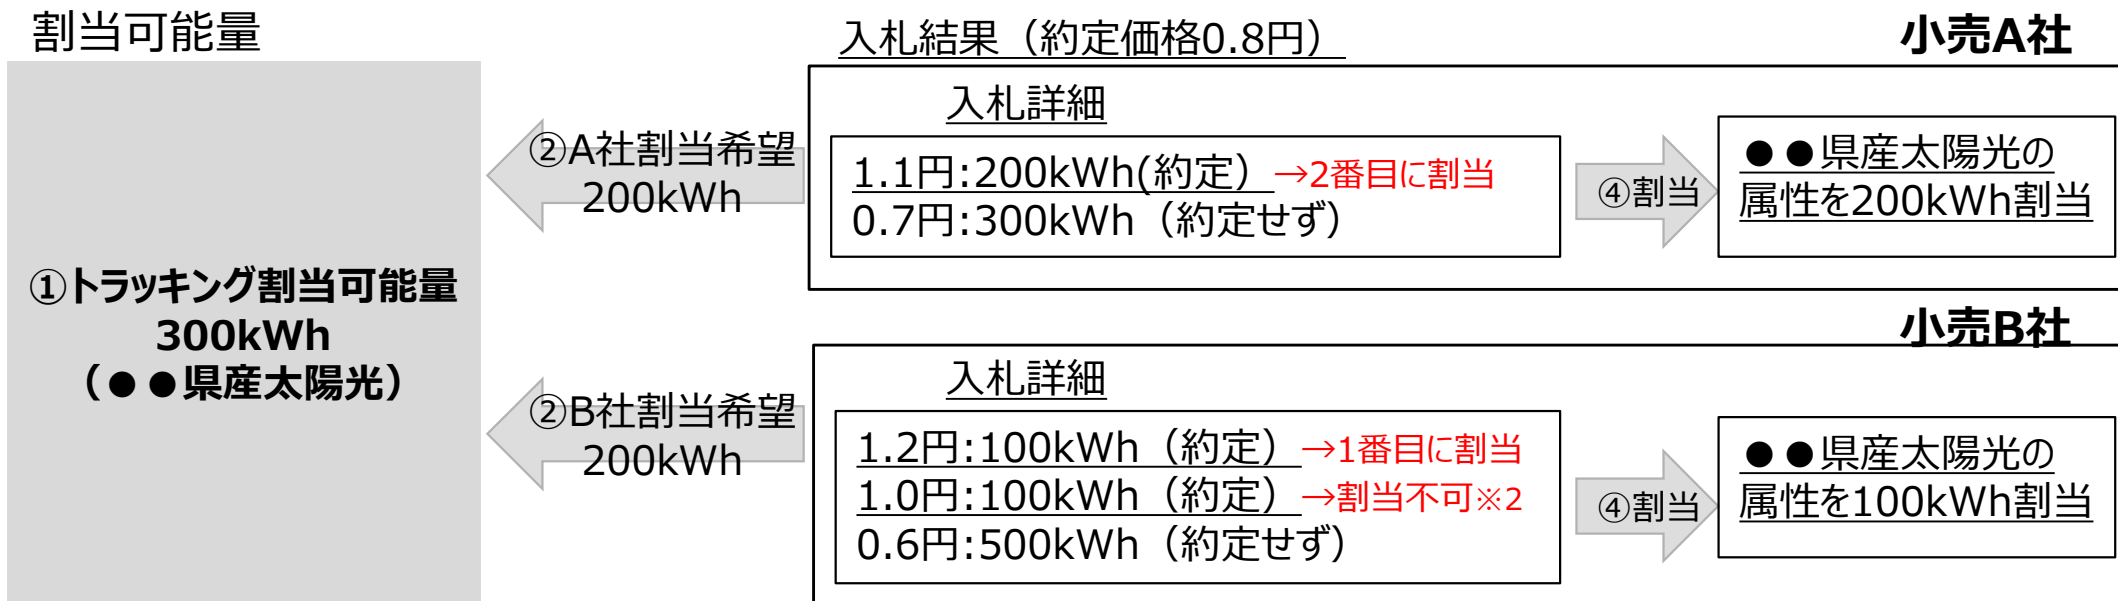 割当可能量
①トラッキング割当可能量
300kWh
（●●県産太陽光）
②A社割当希望
200kWh
②B社割当希望
200kWh
入札結果（約定価格0.8円）
小売A社
入札詳細
1.1円:200kWh(約定）→2番目に割当
0.7円:300kWh（約定せず）
④割当
●●県産太陽光の
属性を200kWh割当
小売B社
入札詳細
1.2円:100kWh（約定）→1番目に割当
1.0円:100kWh（約定）→割当不可※2
0.6円:500kWh（約定せず）
④割当
●●県産太陽光の
属性を100kWh割当